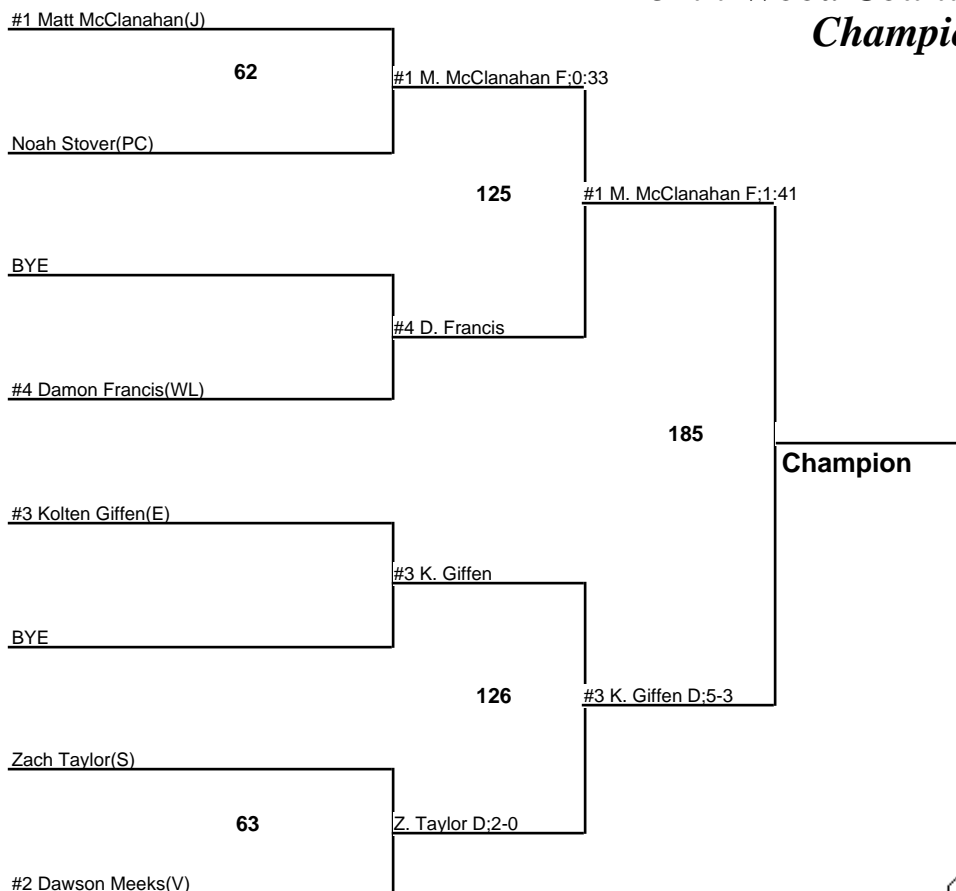 #1 Matt McClanahan(J)
Champi
62
#1 M. McClanahan F;0:33
Noah Stover(PC)
125
#1 M. McClanahan F;1:41
BYE
#4 D. Francis
#4 Damon Francis(WL)
185
Champion
#3 Kolten Giffen(E)
#3 K. Giffen
BYE
126
#3 K. Giffen D;5-3
Zach Taylor(S)
63
Z. Taylor D;2-0
#2 Dawson Meeks(V)